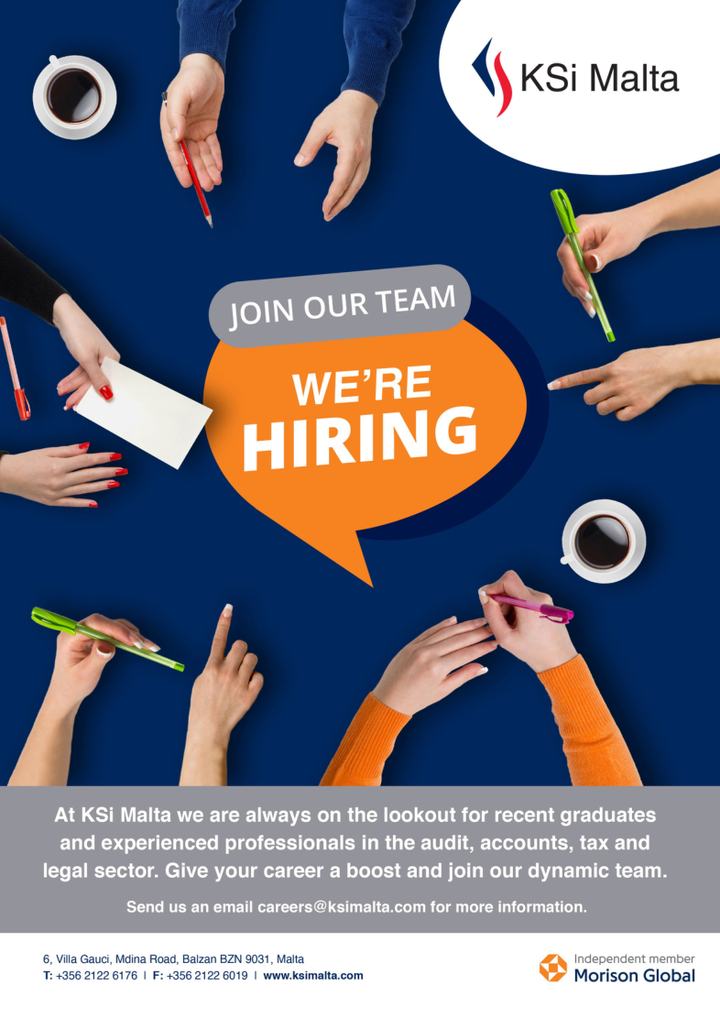 KSi Malta
JOIN OUR TEAM
WE'RE
HIRING
At KSi Malta we are always on the lookout for recent graduates
and experienced professionals in the audit, accounts, tax and
legal sector. Give your career a boost and join our dynamic team.
Send us an email careers@ksimalta.com for more information.
6, Villa Gauci, Mdina Road, Balzan BZN 9031, Malta
T: +356 2122 6176 | F: +356 2122 6019 | www.ksimalta.com
Independent member
Morison Global